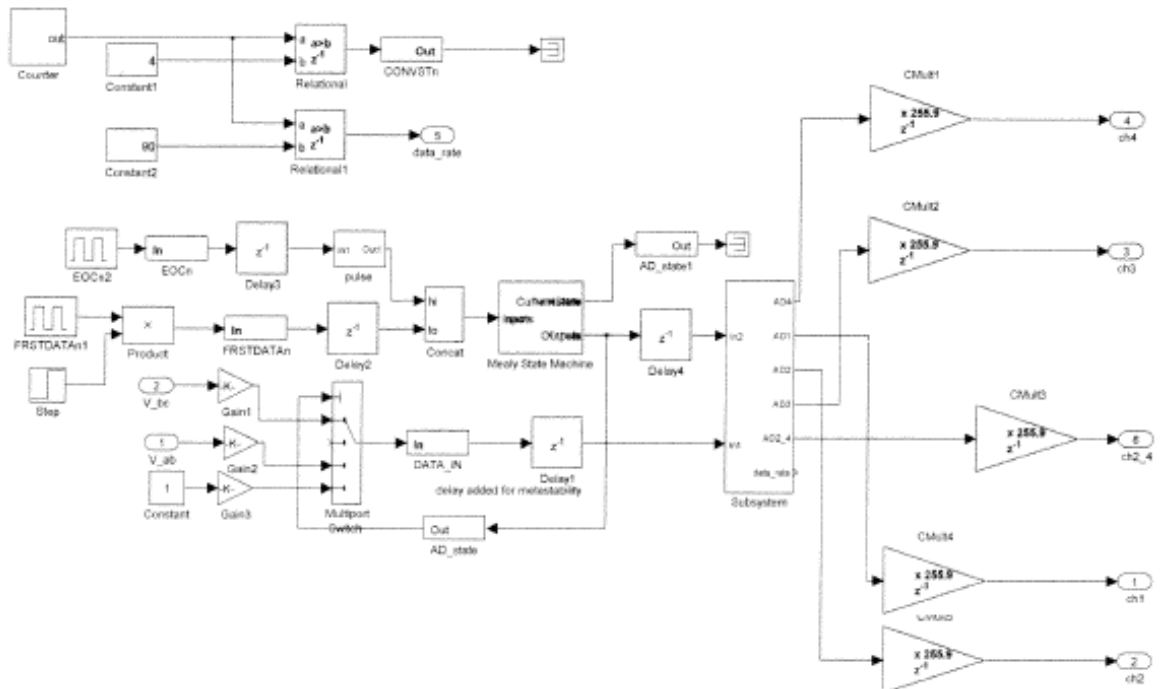 out
Counter
4
Constant1
a
b
a>b
z-1
Relational
Out
CONVSTn
80
Constant2
a
b
a>b
z-1
Relational1
5
data_rate
CMult1
x 255.9
z-1
4
ch4
CMult2
x 255.9
z-1
3
ch3
EOCn2
In
EOCn
z-1
Delay3
In1
Out1
pulse
Out
AD_state1
FRSTDATAn1
×
Product
In
FRSTDATAn
z-1
Delay2
hi
lo
Concat
Mealy State Machine
z-1
Delay4
In2
In1
AD4
AD1
AD2
AD3
AD2_4
data_rate
Subsystem
Step
2
V_bc
-K-
Gain1
1
V_ab
-K-
Gain2
1
Constant
-K-
Gain3
Multiport
Switch
In
DATA_IN
z-1
Delay1
delay added for metastability
Out
AD_state
CMult3
x 255.9
z-1
6
ch2_4
CMult4
x 255.9
z-1
1
ch1
x 255.9
z-1
2
ch2